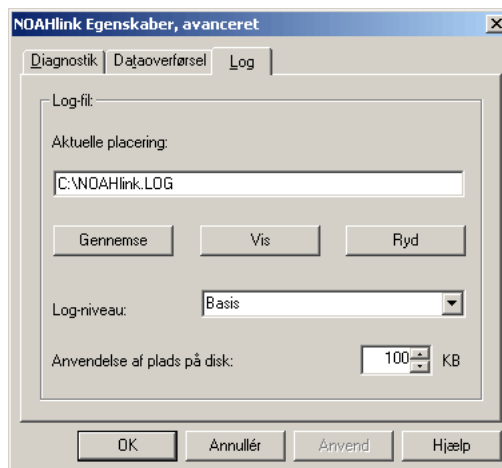 NOAHlink Egenskaber, avanceret
Diagnostik Dataoverførsel Log
Log-fil:
Aktuelle placering:
C:\NOAHlink.LOG
Gennemse Vis Ryd
Log-niveau: Basis
Anvendelse af plads på disk: 100 KB
OK Annullér Anvend Hjælp